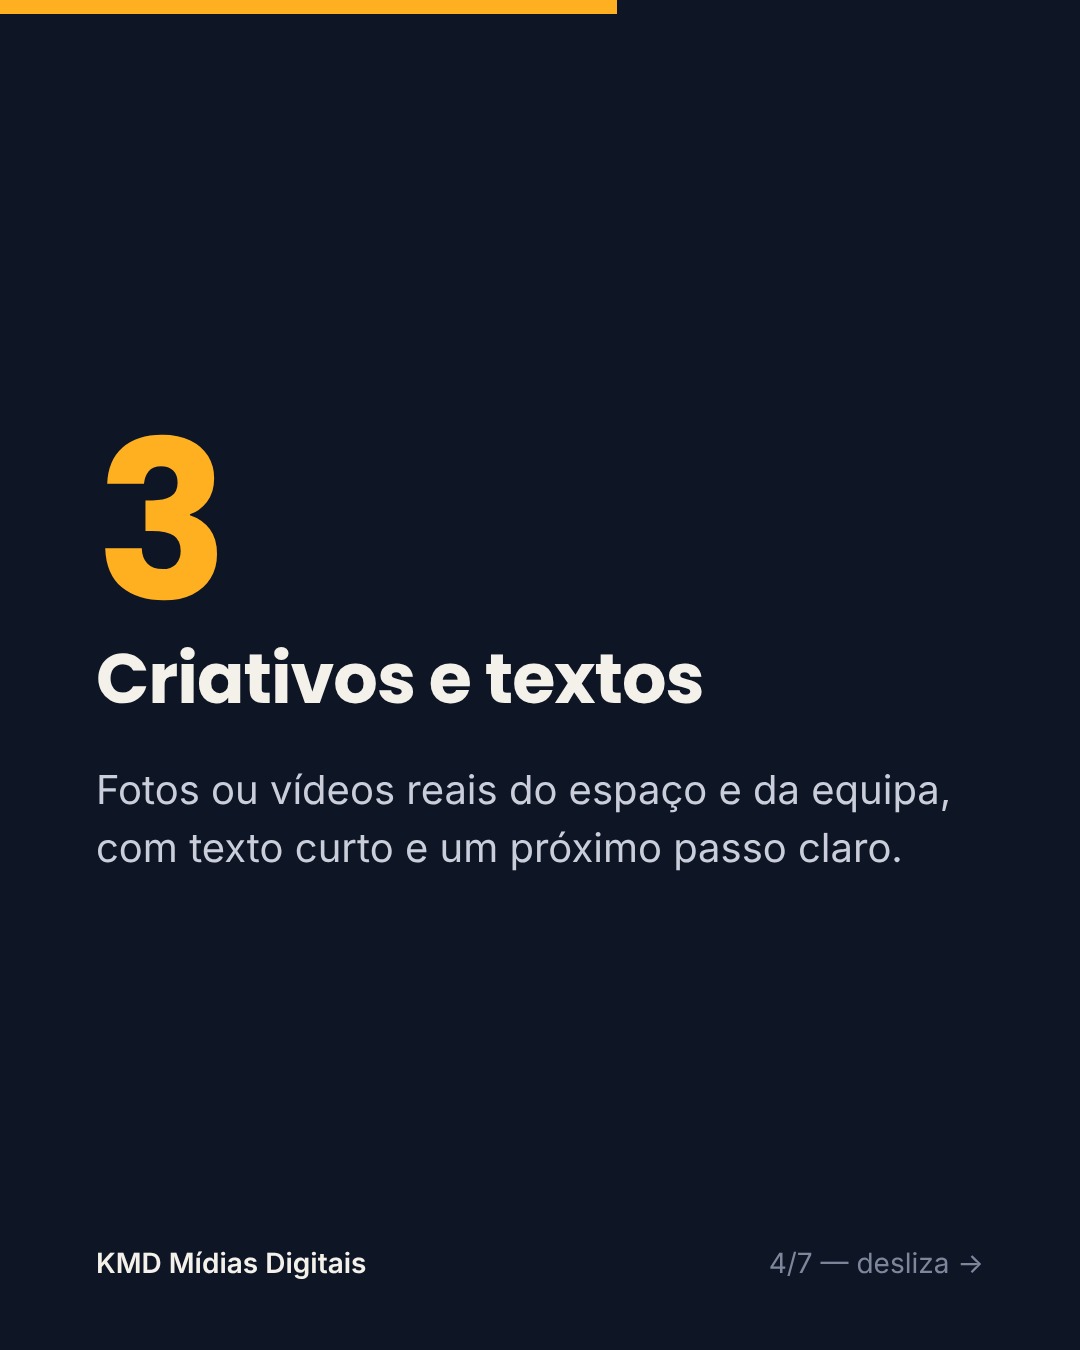 3
Criativos e textos
Fotos ou vídeos reais do espaço e da equipa,
com texto curto e um próximo passo claro.
KMD Mídias Digitais
4/7 — desliza →